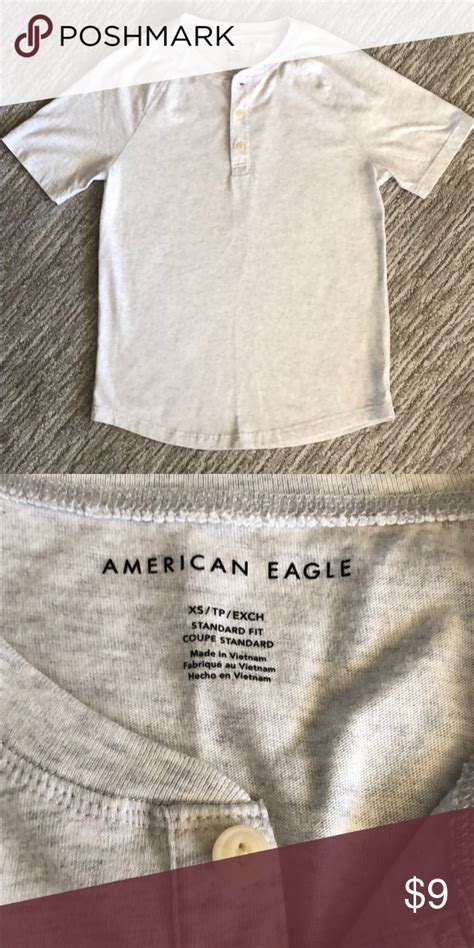 POSHMARK
AMERICAN EAGLE
XS/TP/EXCH
STANDARD FIT
COUPE STANDARD
Made in Vietnam
Fabriqué au Vietnam
Hecho en Vietnam
$9